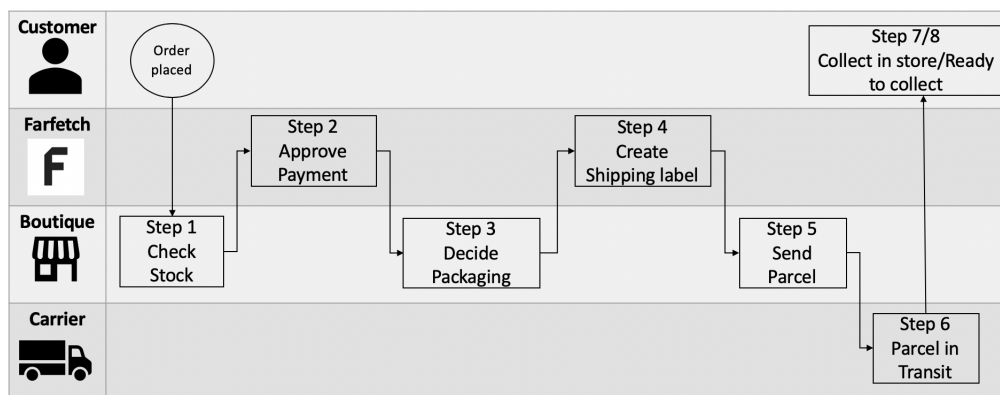 Customer
Order
placed
Step 7/8
Collect in store/Ready
to collect
Farfetch
F
Step 2
Approve
Payment
Step 4
Create
Shipping label
Boutique
Step 1
Check
Stock
Step 3
Decide
Packaging
Step 5
Send
Parcel
Carrier
Step 6
Parcel in
Transit